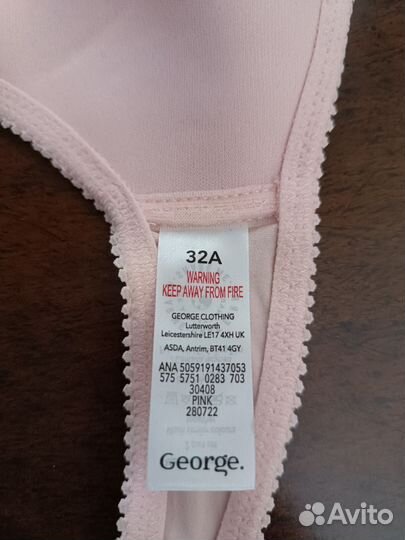 32A
WARNING
KEEP AWAY FROM FIRE
GEORGE CLOTHING
Lutterworth
Leicestershire LE17 4XH UK
ASDA, Antrim, BT41 4GY
ANA 5059191437053
575 5751 0283 703
30408
PINK
280722
George.
Avito